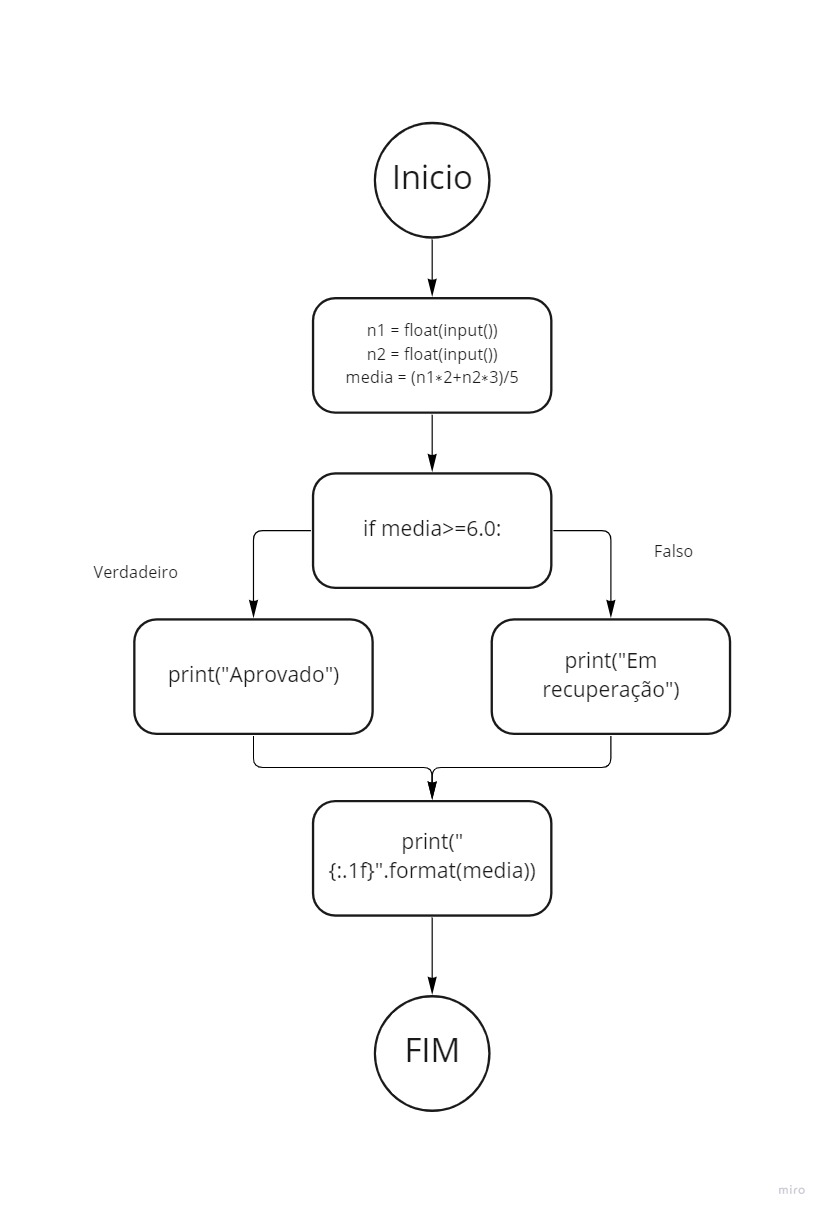 Inicio
n1 = float(input())
n2 = float(input())
media = (n1*2+n2*3)/5
if media>=6.0:
Verdadeiro
Falso
print("Aprovado")
print("Em
recuperação")
print("
{:.1f}".format(media))
FIM
miro